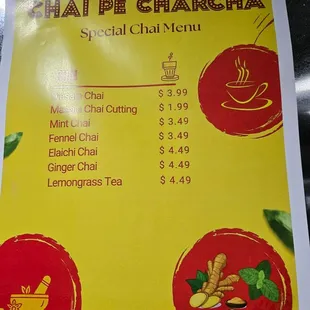 CHAI PE CHARCHA
Special Chai Menu
Chai $ 3.99
Chai Cutting $ 1.99
Mint Chai $ 3.49
Fennel Chai $ 3.49
Elaichi Chai $ 4.49
Ginger Chai $ 4.49
Lemongrass Tea $ 4.49